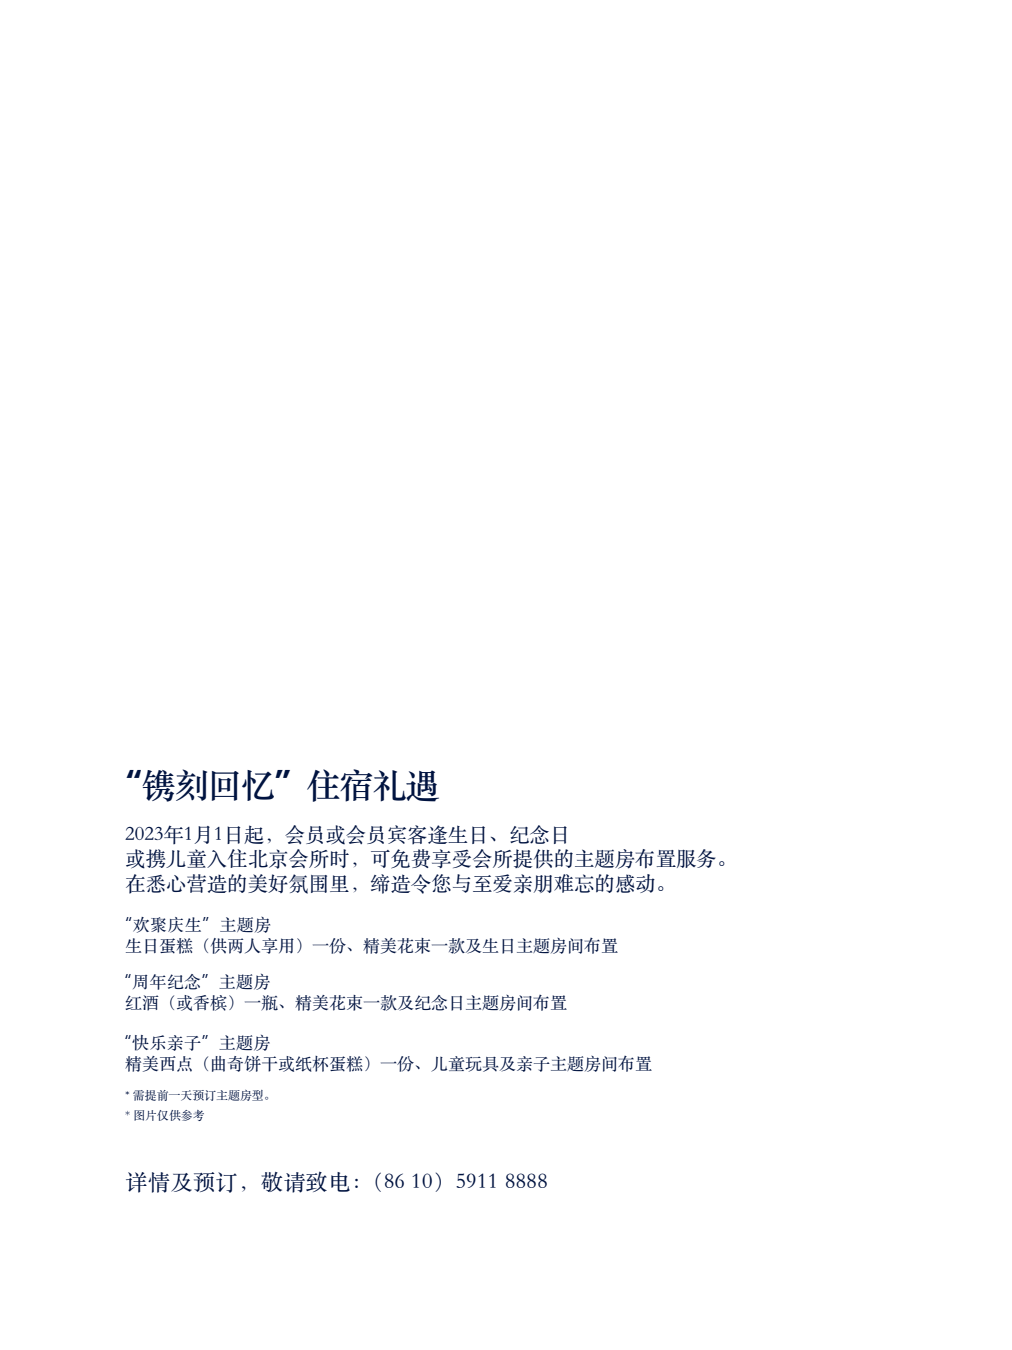 “镌刻回忆”住宿礼遇
2023年1月1日起，会员或会员宾客逢生日、纪念日
或携儿童入住北京会所时，可免费享受会所提供的主题房布置服务。
在悉心营造的美好氛围里，缔造令您与至爱亲朋难忘的感动。
“欢聚庆生”主题房
生日蛋糕（供两人享用）一份、精美花束一款及生日主题房间布置
“周年纪念”主题房
红酒（或香槟）一瓶、精美花束一款及纪念日主题房间布置
“快乐亲子”主题房
精美西点（曲奇饼干或纸杯蛋糕）一份、儿童玩具及亲子主题房间布置
* 需提前一天预订主题房型。
* 图片仅供参考
详情及预订，敬请致电：（86 10）5911 8888